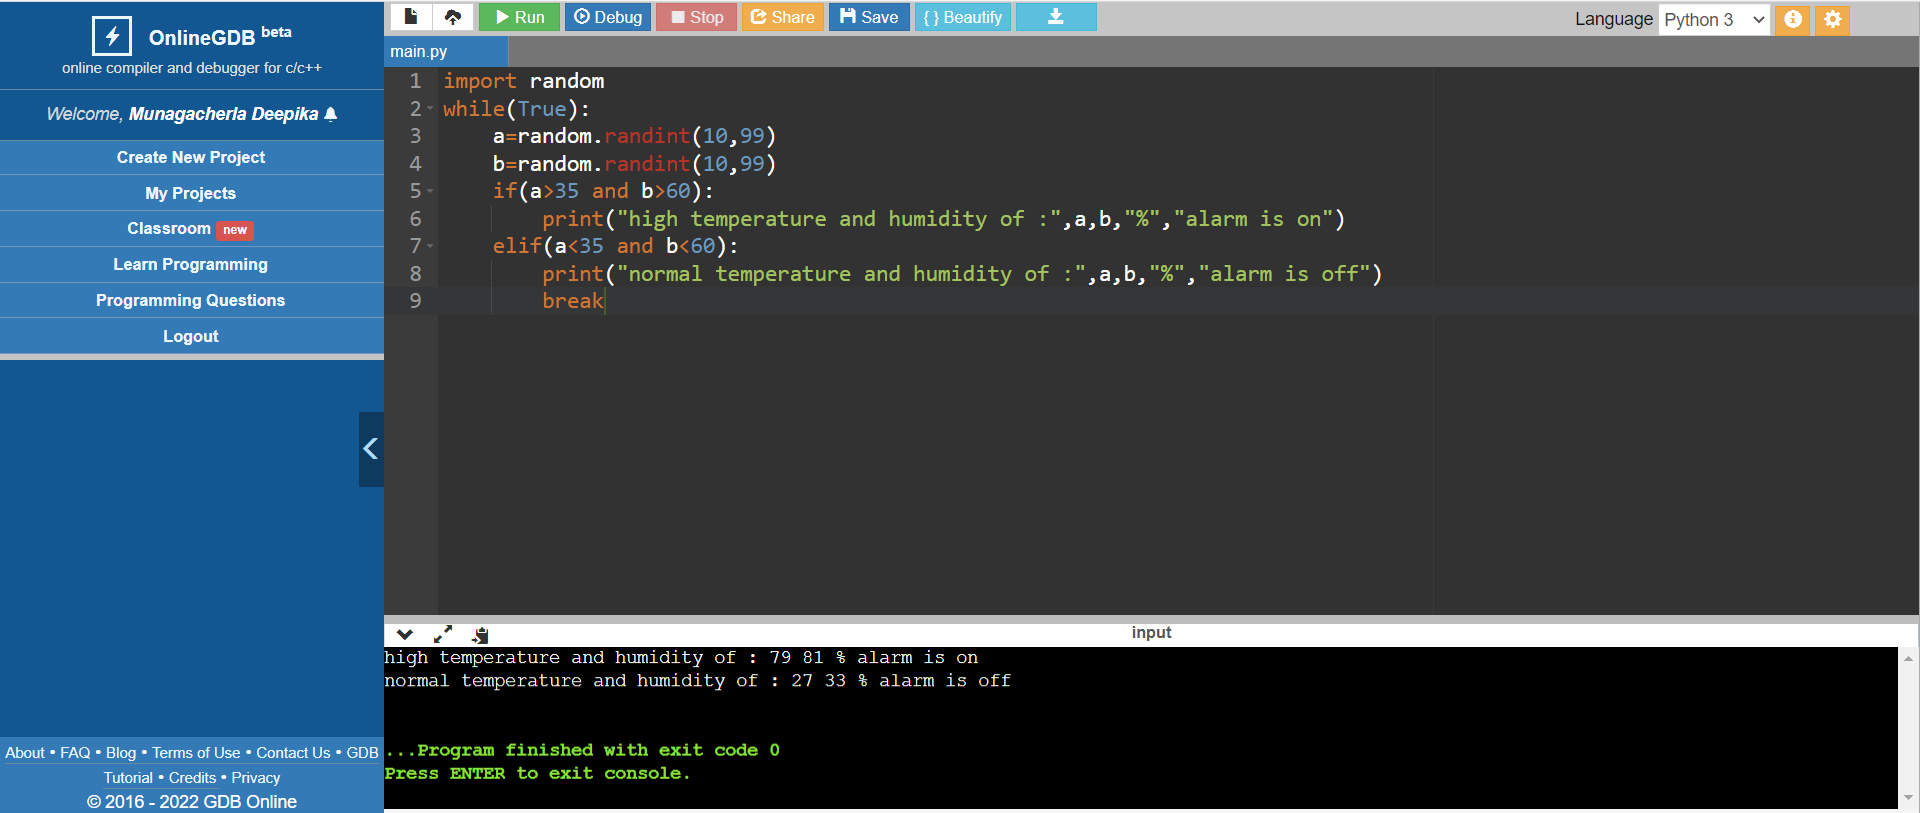 OnlineGDB beta
online compiler and debugger for c/c++
Welcome, Munagacherla Deepika
Create New Project
My Projects
Classroom new
Learn Programming
Programming Questions
Logout
About • FAQ • Blog • Terms of Use • Contact Us • GDB
Tutorial • Credits • Privacy
© 2016 - 2022 GDB Online
Run Debug Stop Share Save { } Beautify
Language Python 3
main.py
1 import random
2 while(True):
3     a=random.randint(10,99)
4     b=random.randint(10,99)
5     if(a>35 and b>60):
6         print("high temperature and humidity of :",a,b,"%","alarm is on")
7     elif(a<35 and b<60):
8         print("normal temperature and humidity of :",a,b,"%","alarm is off")
9         break
input
high temperature and humidity of : 79 81 % alarm is on
normal temperature and humidity of : 27 33 % alarm is off
...Program finished with exit code 0
Press ENTER to exit console.